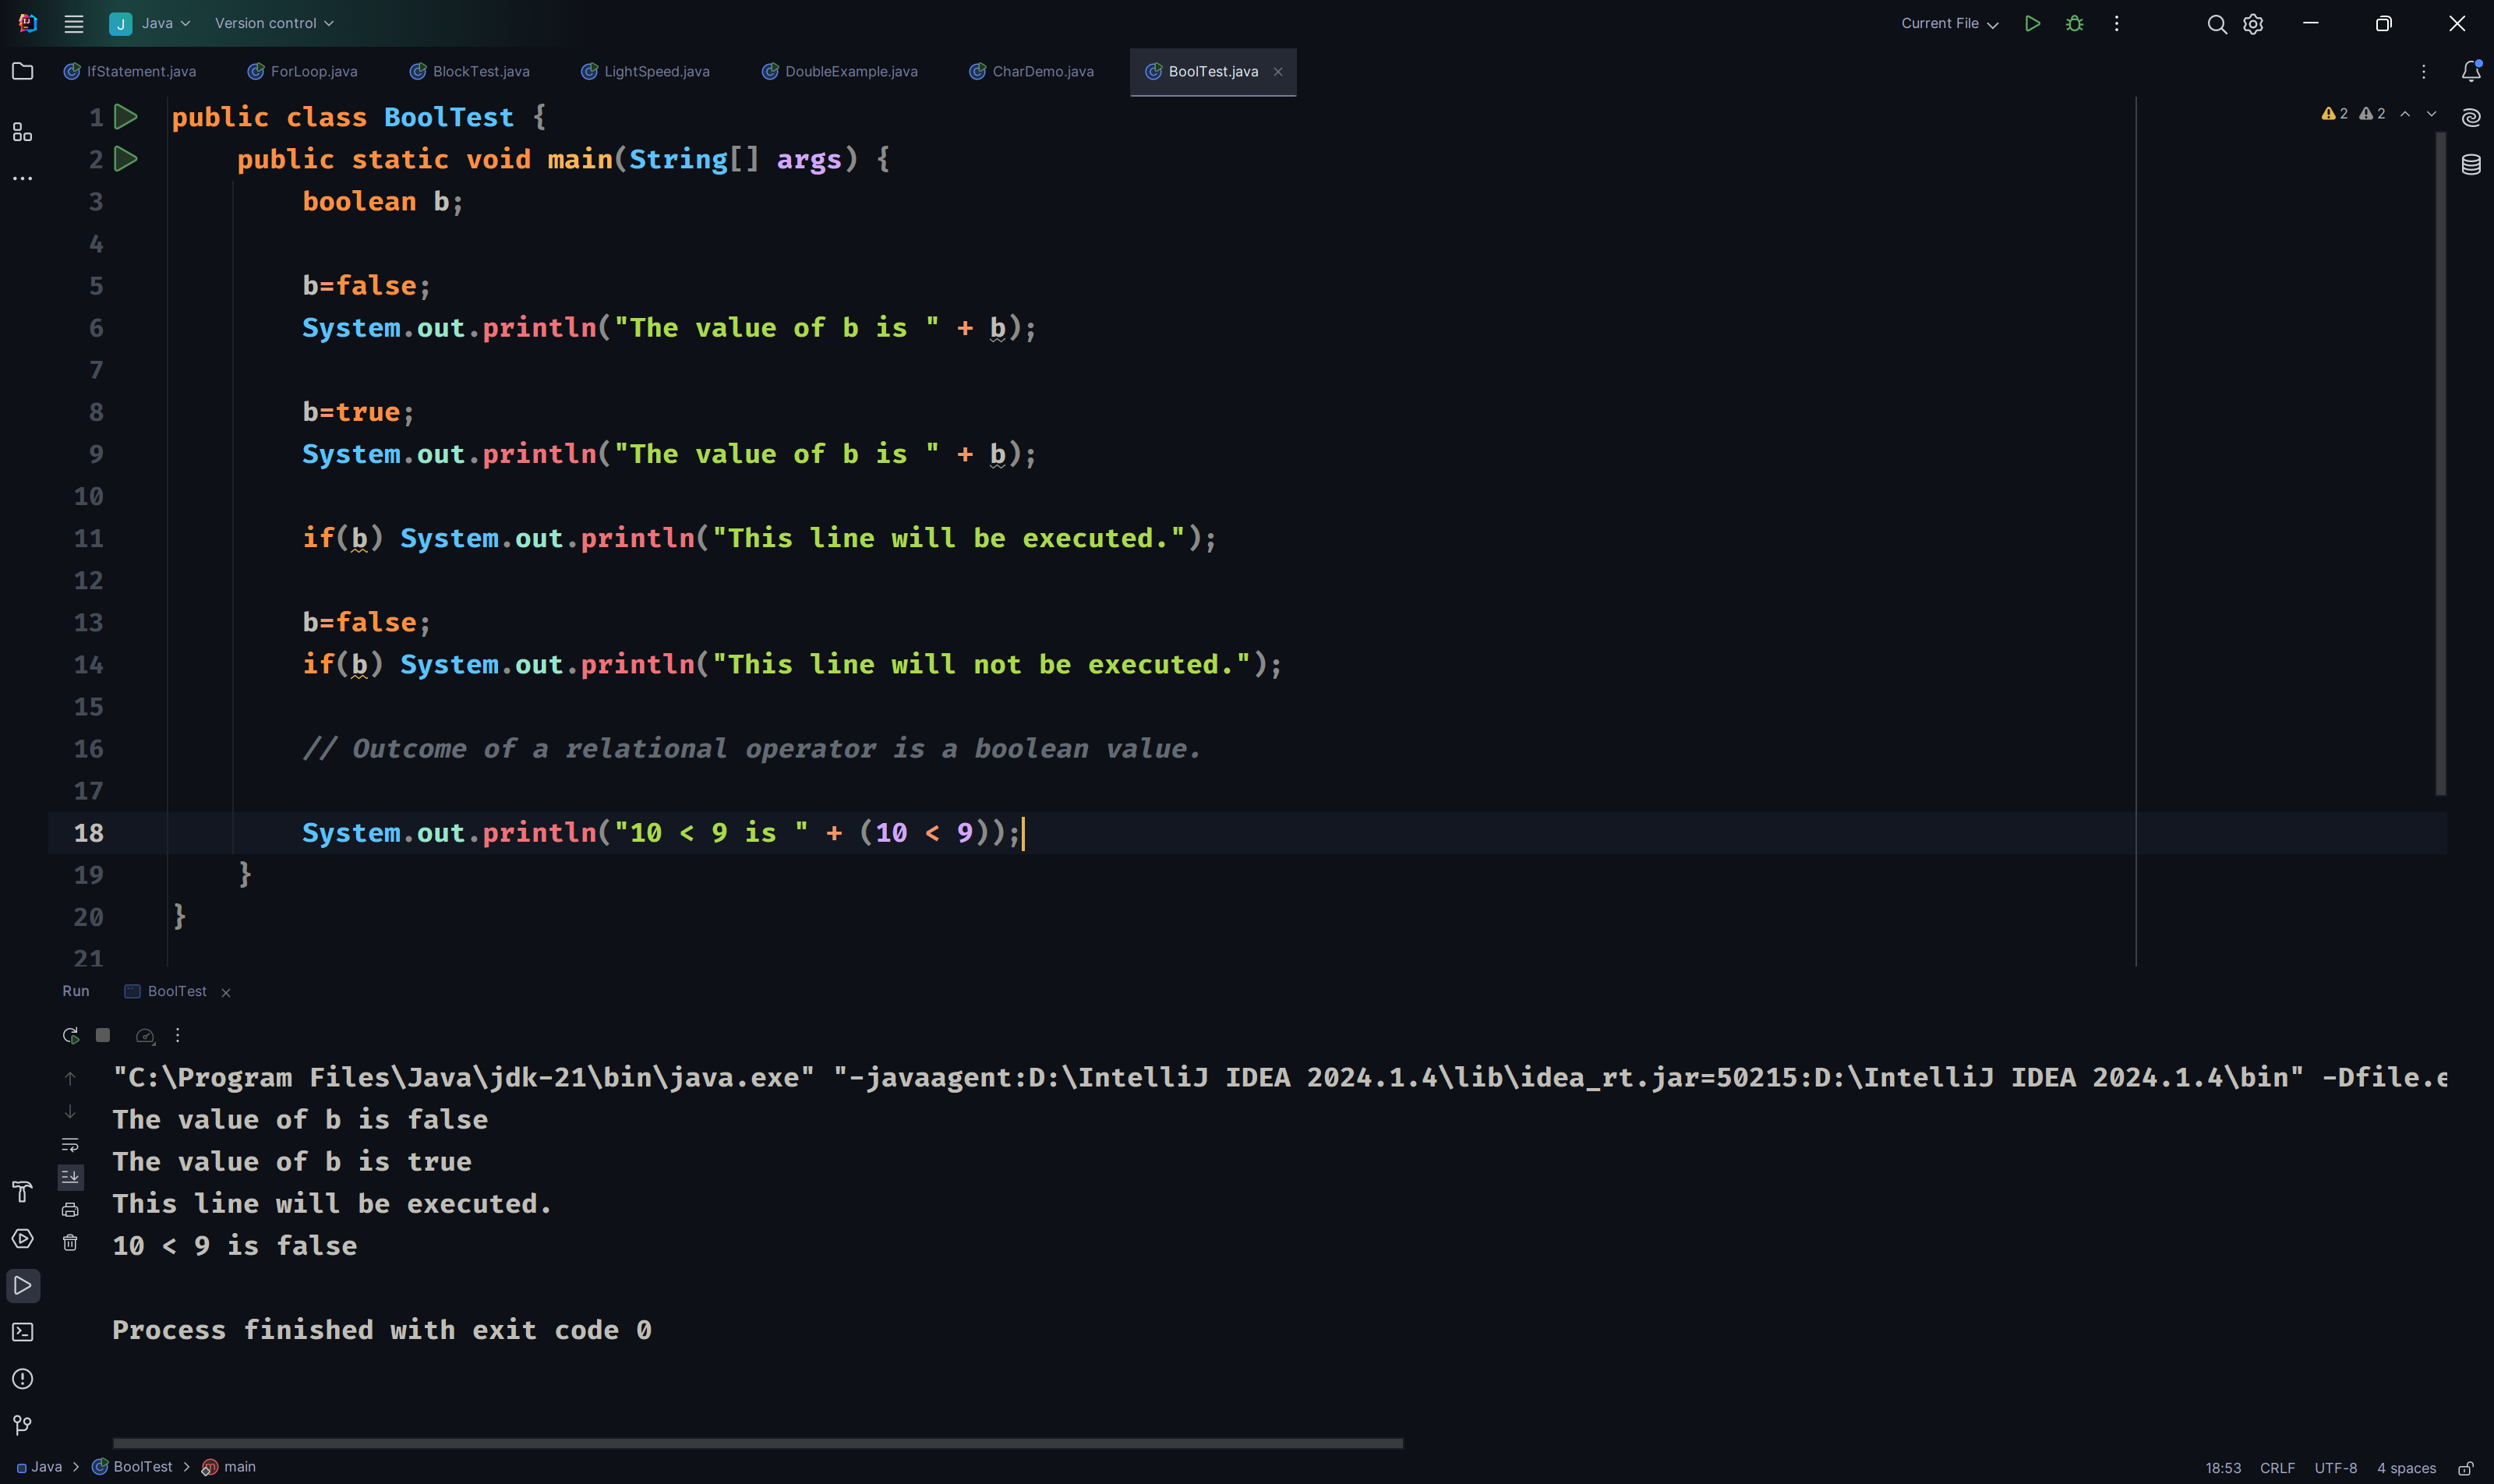 J Java Version control Current File
IfStatement.java ForLoop.java BlockTest.java LightSpeed.java DoubleExample.java CharDemo.java BoolTest.java
2 2
1 public class BoolTest {
2     public static void main(String[] args) {
3         boolean b;
4
5         b=false;
6         System.out.println("The value of b is " + b);
7
8         b=true;
9         System.out.println("The value of b is " + b);
10
11         if(b) System.out.println("This line will be executed.");
12
13         b=false;
14         if(b) System.out.println("This line will not be executed.");
15
16         // Outcome of a relational operator is a boolean value.
17
18         System.out.println("10 < 9 is " + (10 < 9));
19     }
20 }
21
Run BoolTest
"C:\Program Files\Java\jdk-21\bin\java.exe" "-javaagent:D:\IntelliJ IDEA 2024.1.4\lib\idea_rt.jar=50215:D:\IntelliJ IDEA 2024.1.4\bin" -Dfile.e
The value of b is false
The value of b is true
This line will be executed.
10 < 9 is false
Process finished with exit code 0
Java > BoolTest > main 18:53 CRLF UTF-8 4 spaces